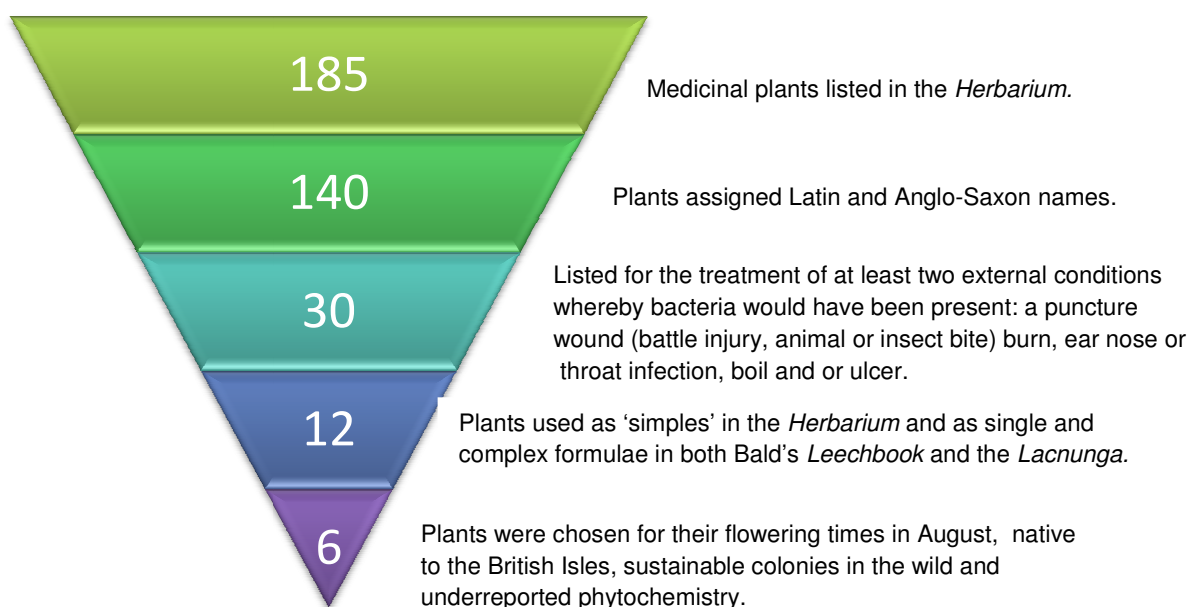 185
Medicinal plants listed in the Herbarium.
140
Plants assigned Latin and Anglo-Saxon names.
30
Listed for the treatment of at least two external conditions
whereby bacteria would have been present: a puncture
wound (battle injury, animal or insect bite) burn, ear nose or
throat infection, boil and or ulcer.
12
Plants used as ‘simples’ in the Herbarium and as single and
complex formulae in both Bald’s Leechbook and the Lacnunga.
6
Plants were chosen for their flowering times in August, native
to the British Isles, sustainable colonies in the wild and
underreported phytochemistry.